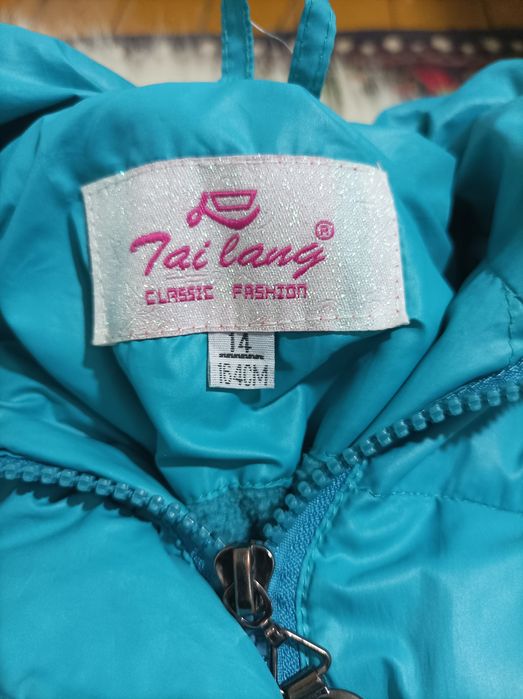 Tai lang ®
CLASSIC FASHION
14
164CM